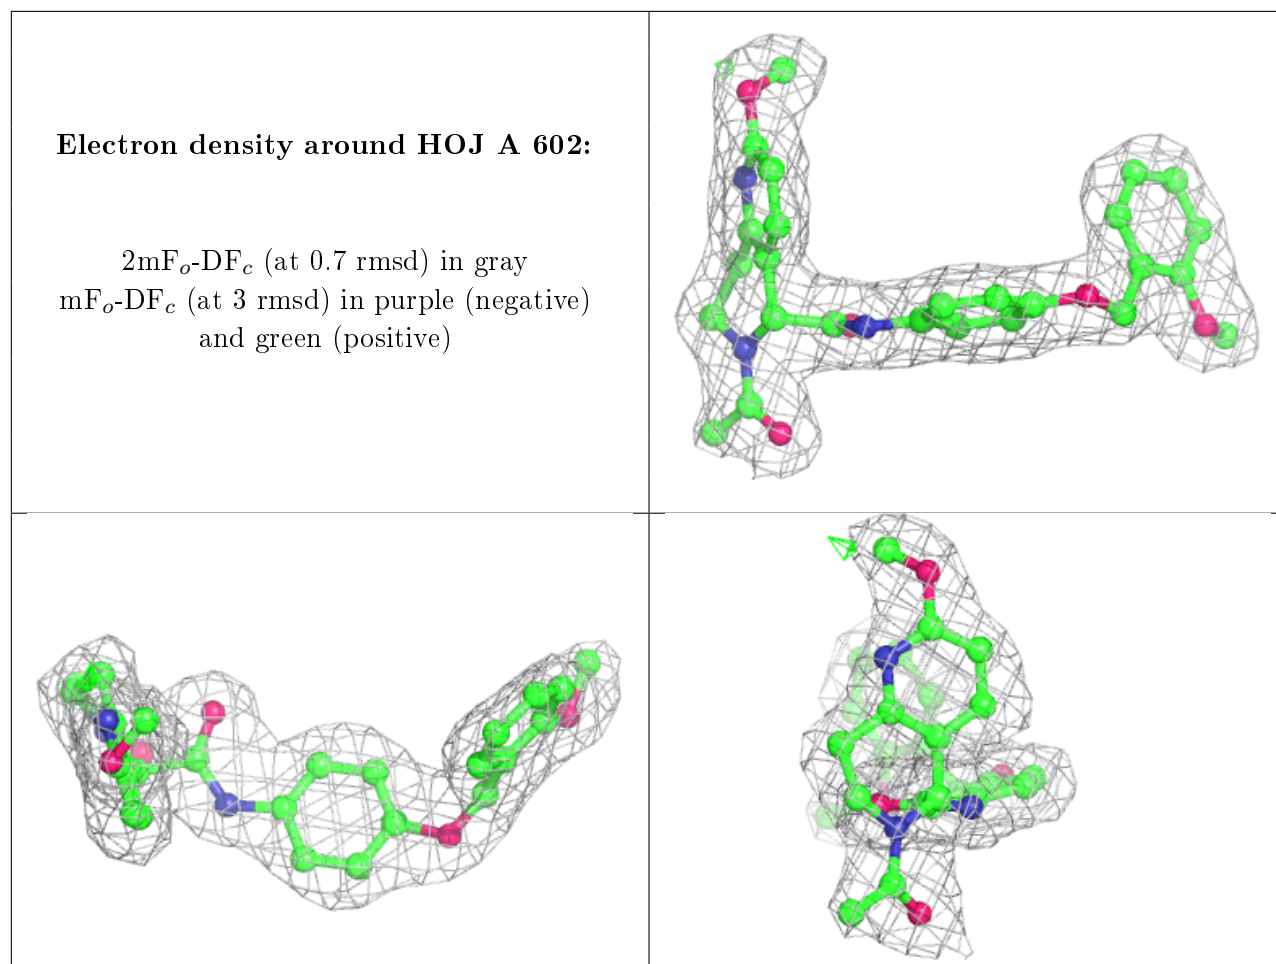 Electron density around HOJ A 602:
2mFo-DFc (at 0.7 rmsd) in gray
mFo-DFc (at 3 rmsd) in purple (negative)
and green (positive)